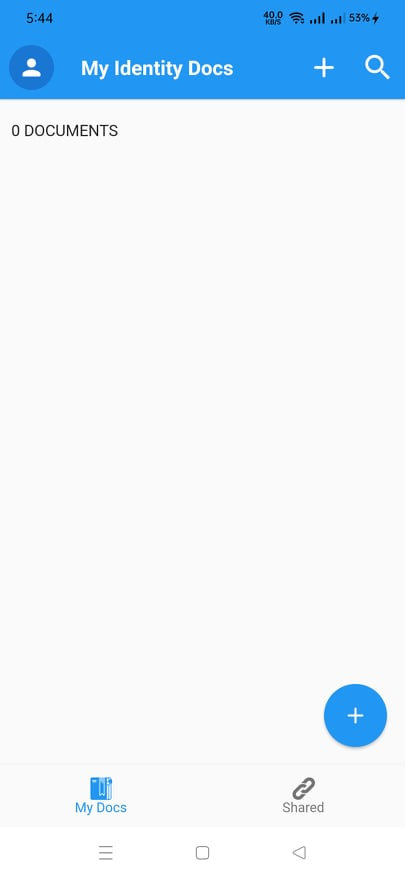 5:44
40.0
KB/S
53%
My Identity Docs
0 DOCUMENTS
My Docs
Shared